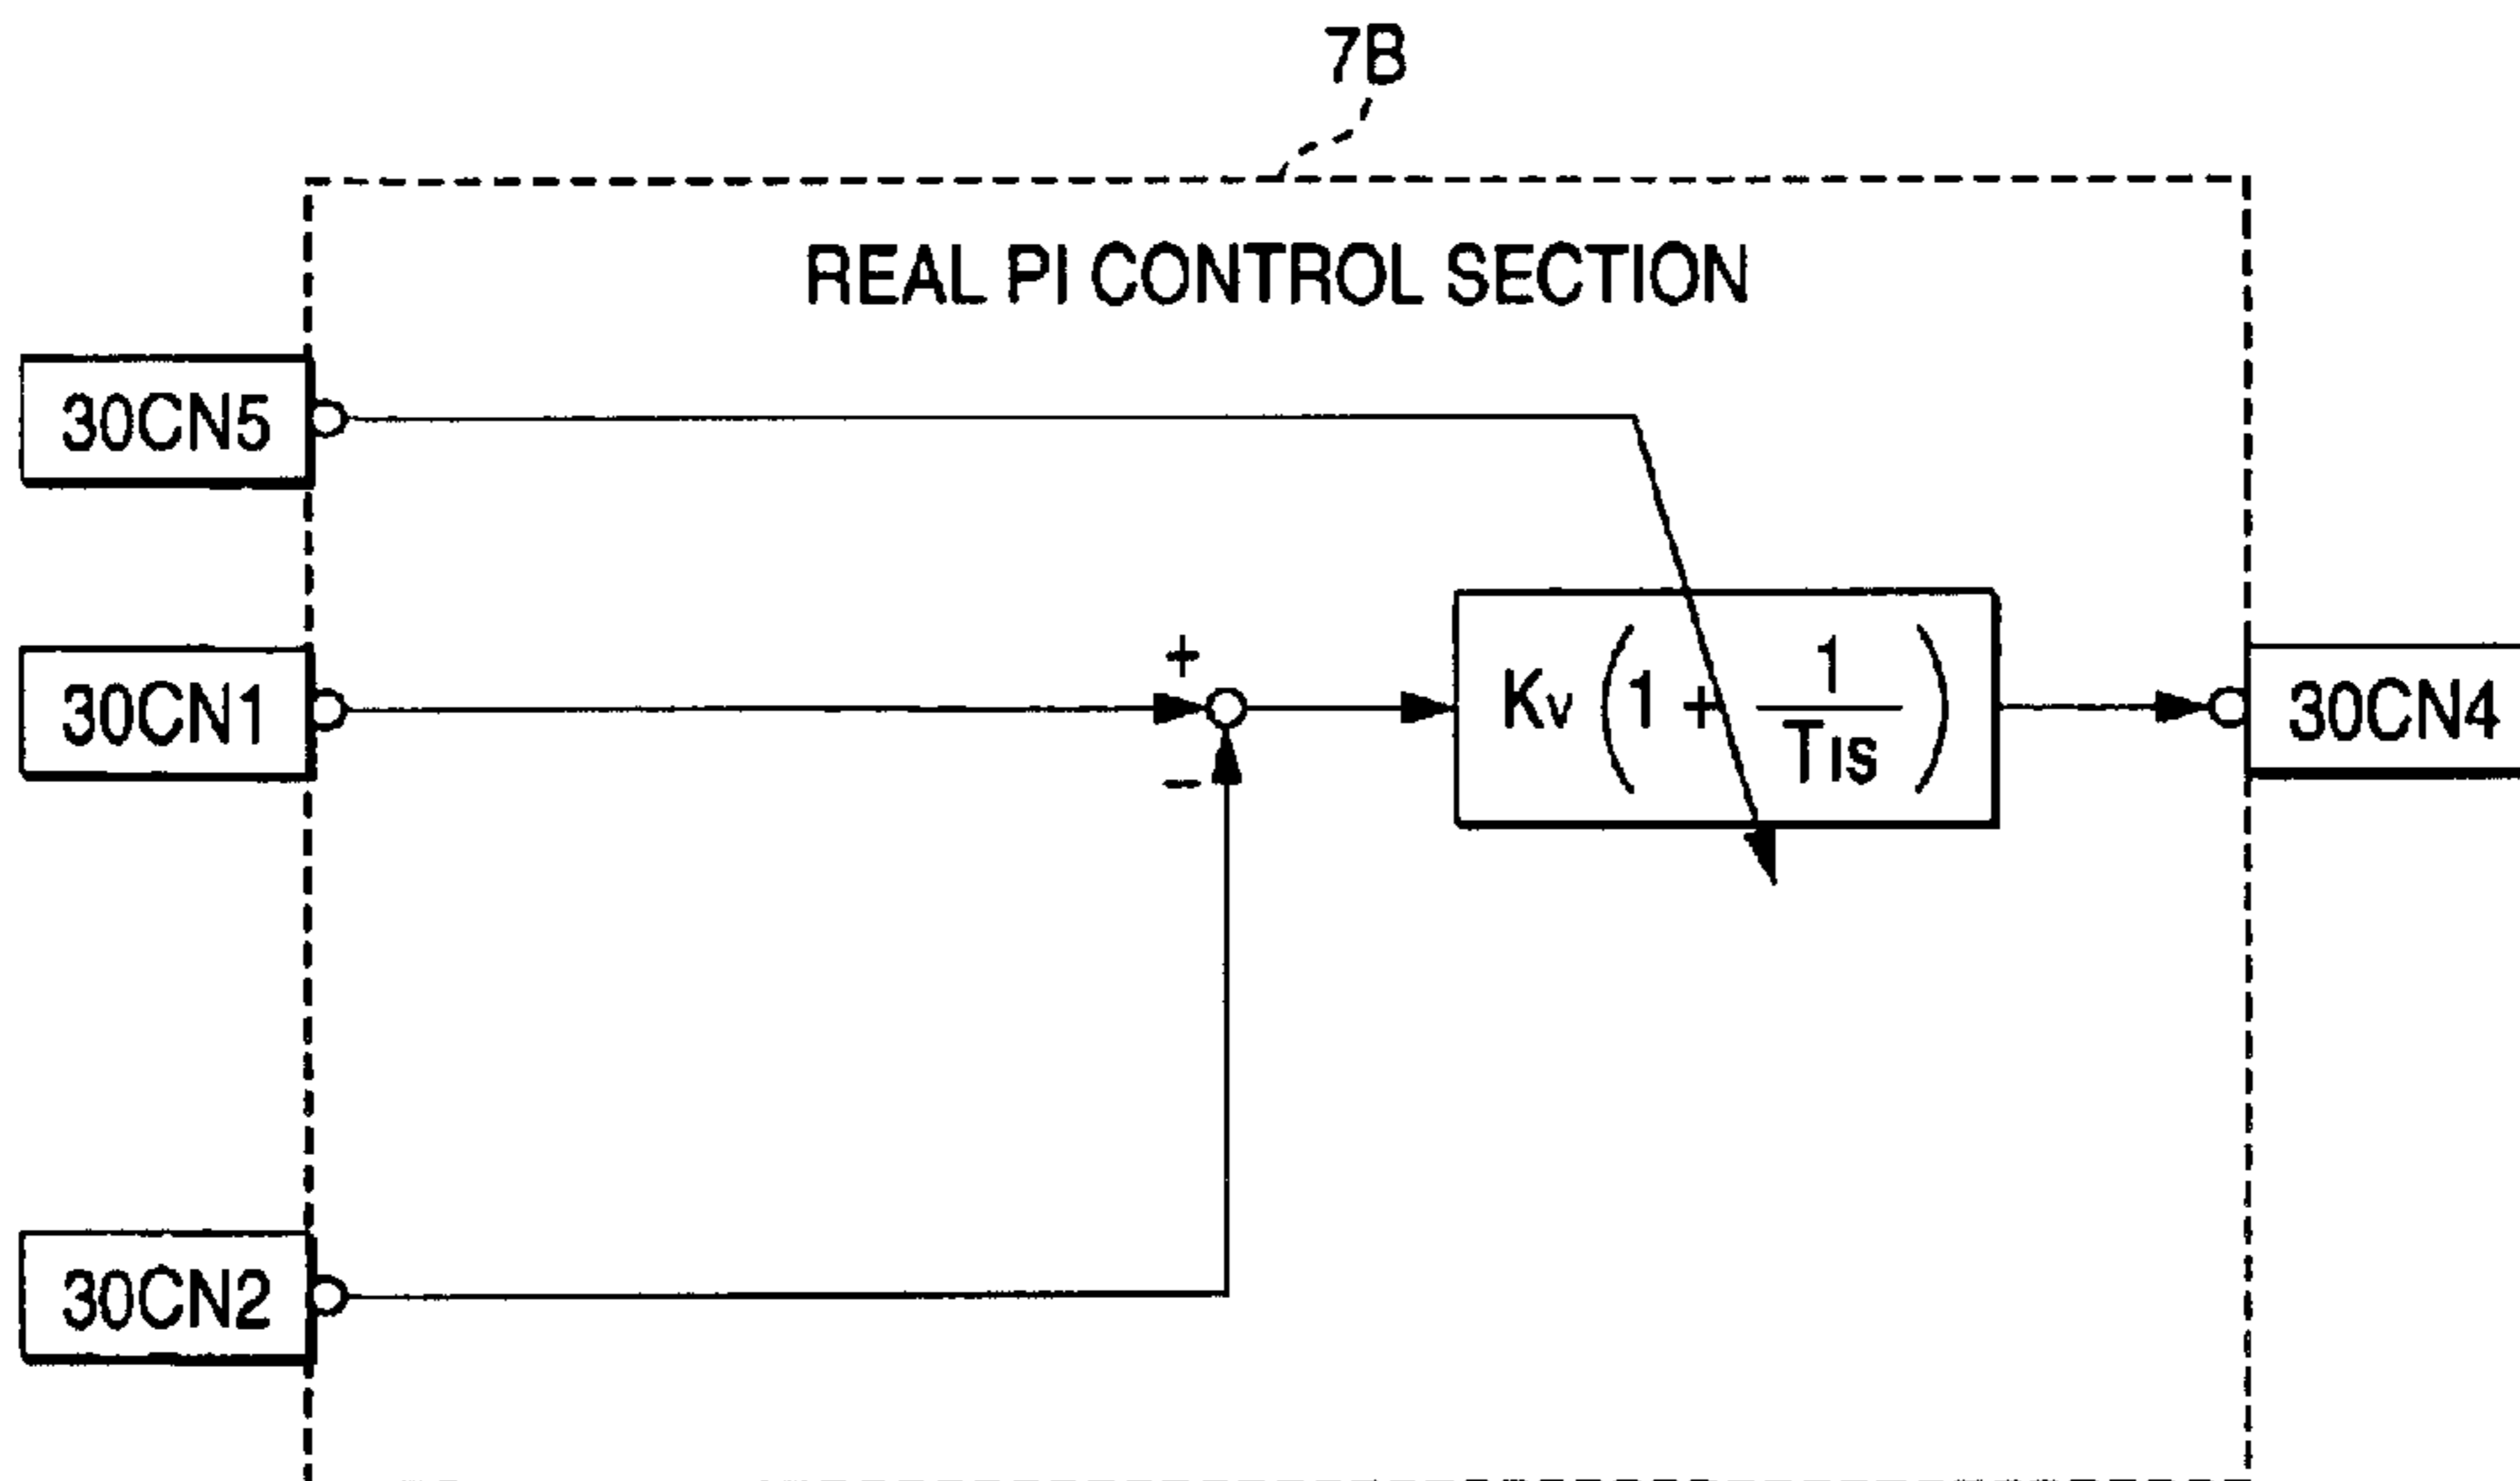 7B
REAL PI CONTROL SECTION
30CN5
30CN1
+
−
Kv (1 + 1/TIS)
30CN4
30CN2